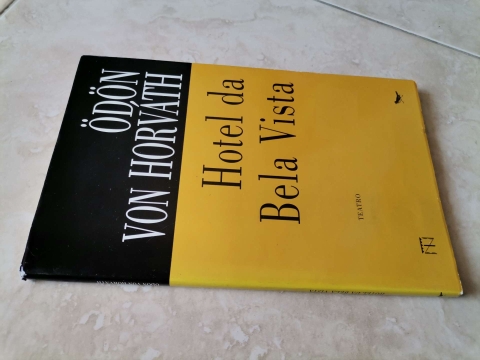 ÖDÖN
VON HORVÁTH
Hotel da
Bela Vista
TEATRO